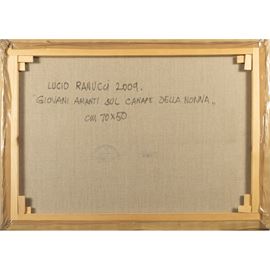 LUCIO RANUCCI 2009.
"GIOVANI AMANTI SUL CANAPE DELLA NONNA„
cm 70x50